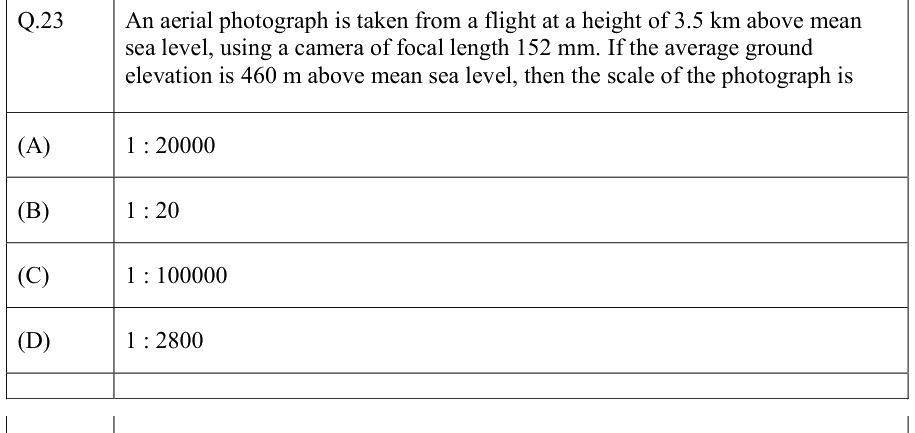 Q.23 An aerial photograph is taken from a flight at a height of 3.5 km above mean
sea level, using a camera of focal length 152 mm. If the average ground
elevation is 460 m above mean sea level, then the scale of the photograph is
(A) 1 : 20000
(B) 1 : 20
(C) 1 : 100000
(D) 1 : 2800